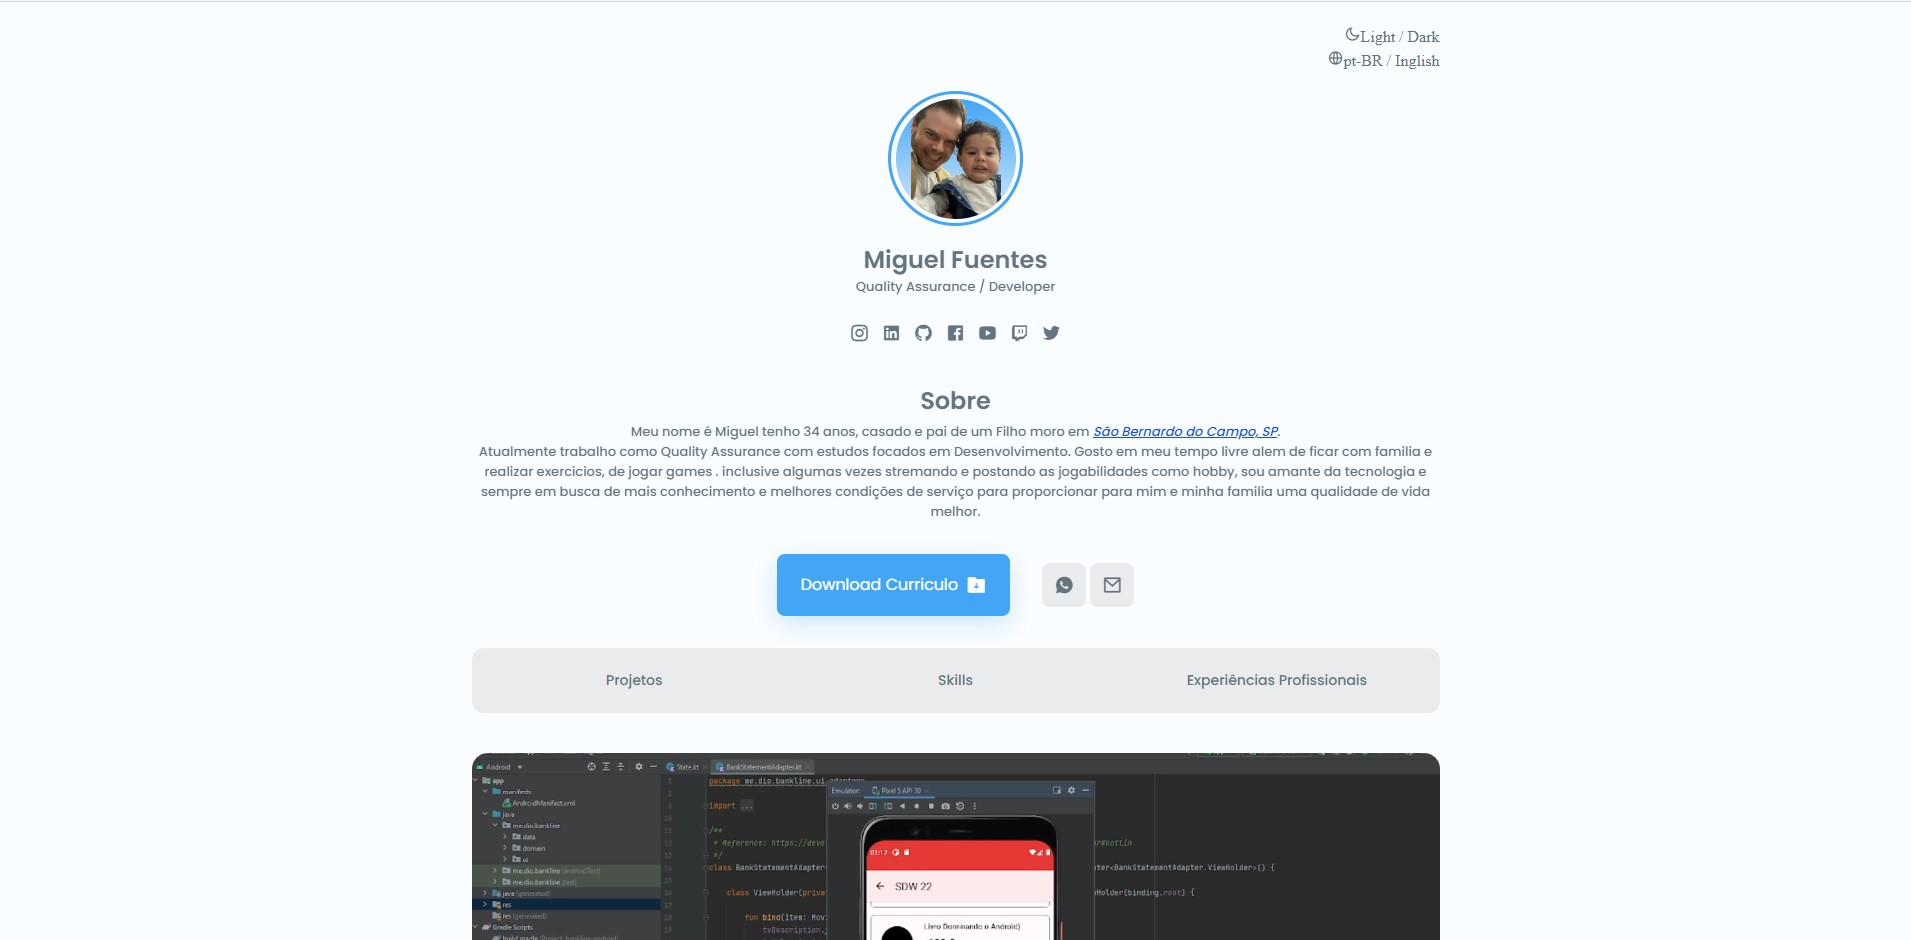 Light / Dark
pt-BR / Inglish
Miguel Fuentes
Quality Assurance / Developer
Sobre
Meu nome é Miguel tenho 34 anos, casado e pai de um Filho moro em São Bernardo do Campo, SP.
Atualmente trabalho como Quality Assurance com estudos focados em Desenvolvimento. Gosto em meu tempo livre alem de ficar com familia e
realizar exercicios, de jogar games . inclusive algumas vezes stremando e postando as jogabilidades como hobby, sou amante da tecnologia e
sempre em busca de mais conhecimento e melhores condições de serviço para proporcionar para mim e minha familia uma qualidade de vida
melhor.
Download Curriculo
Projetos Skills Experiências Profissionais
Android State.kt BankStatementAdapter.kt
app
manifests
AndroidManifest.xml
java
me.dio.bankline
data
domain
ui
me.dio.bankline (androidTest)
me.dio.bankline (test)
java (generated)
res
res (generated)
Gradle Scripts
package me.dio.bankline.ui
import ...
/**
* Reference: https://deve
*/
class BankStatementAdapter
class ViewHolder(priva
fun bind(item: Mov
Emulator: Pixel 5 API 30
01:17
SDW 22
Livro Dominando o Android)
r#kotlin
ter<BankStatementAdapter.ViewHolder>() {
Holder(binding.root) {